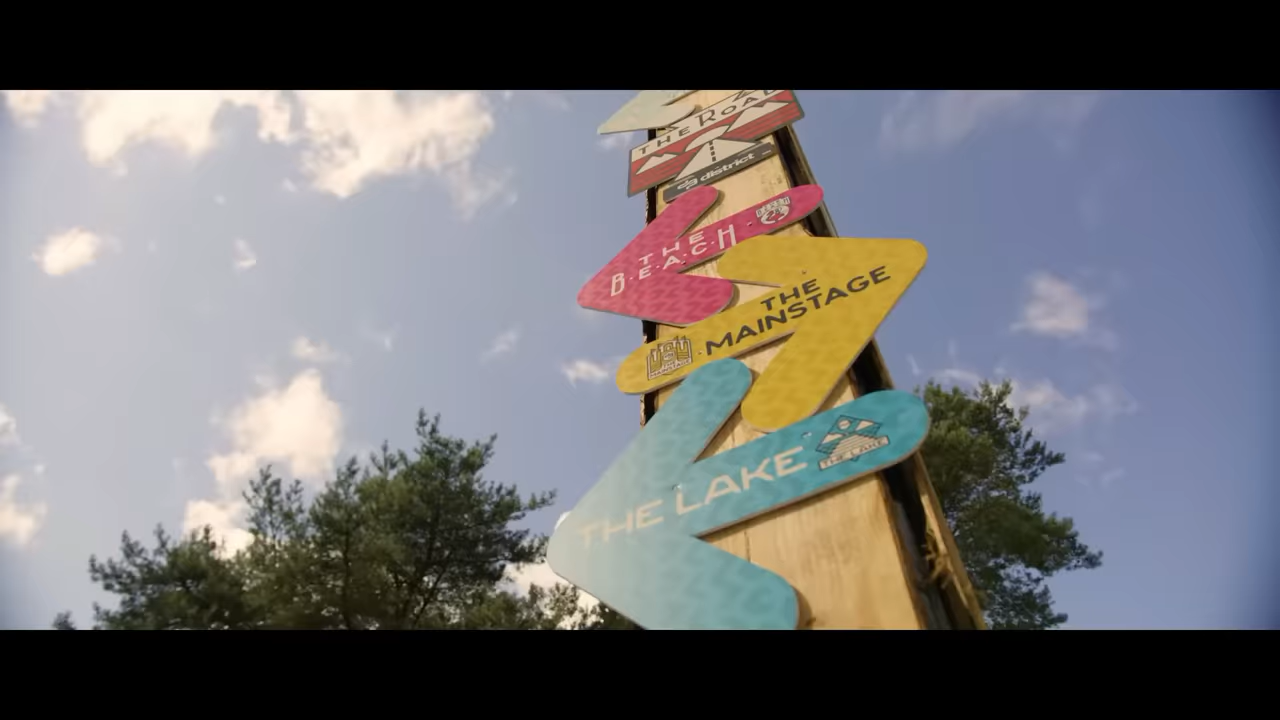 THE ROAD
district
THE
B·E·A·C·H
THE
MAINSTAGE
THE LAKE
THE LAKE